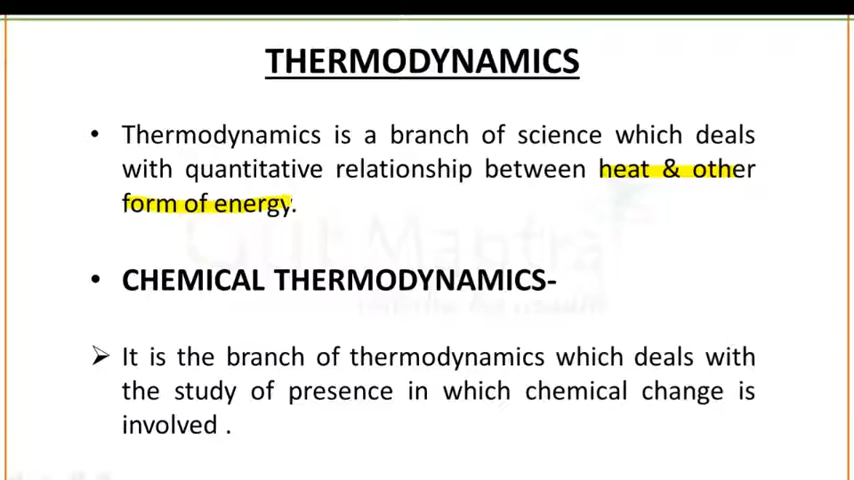 THERMODYNAMICS
• Thermodynamics is a branch of science which deals
with quantitative relationship between heat & other
form of energy.
• CHEMICAL THERMODYNAMICS-
➢ It is the branch of thermodynamics which deals with
the study of presence in which chemical change is
involved .